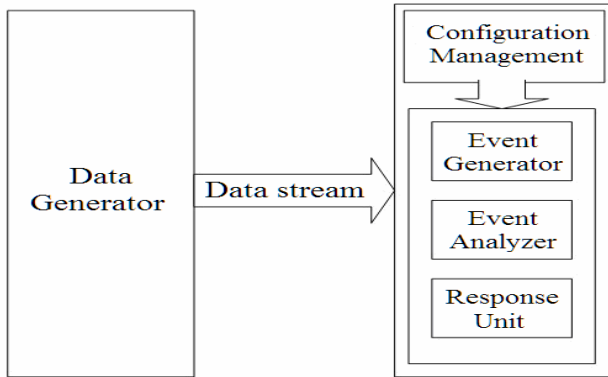 Data
Generator
Data stream
Configuration
Management
Event
Generator
Event
Analyzer
Response
Unit